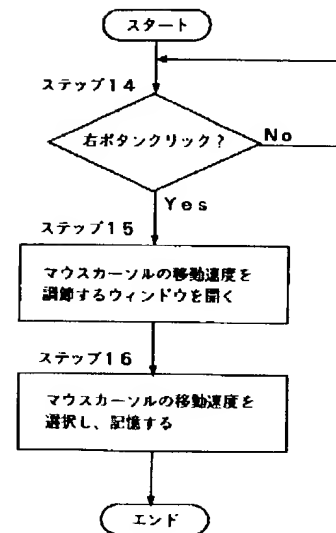 スタート
ステップ14
右ボタンクリック?
No
Yes
ステップ15
マウスカーソルの移動速度を
調節するウィンドウを開く
ステップ16
マウスカーソルの移動速度を
選択し、記憶する
エンド